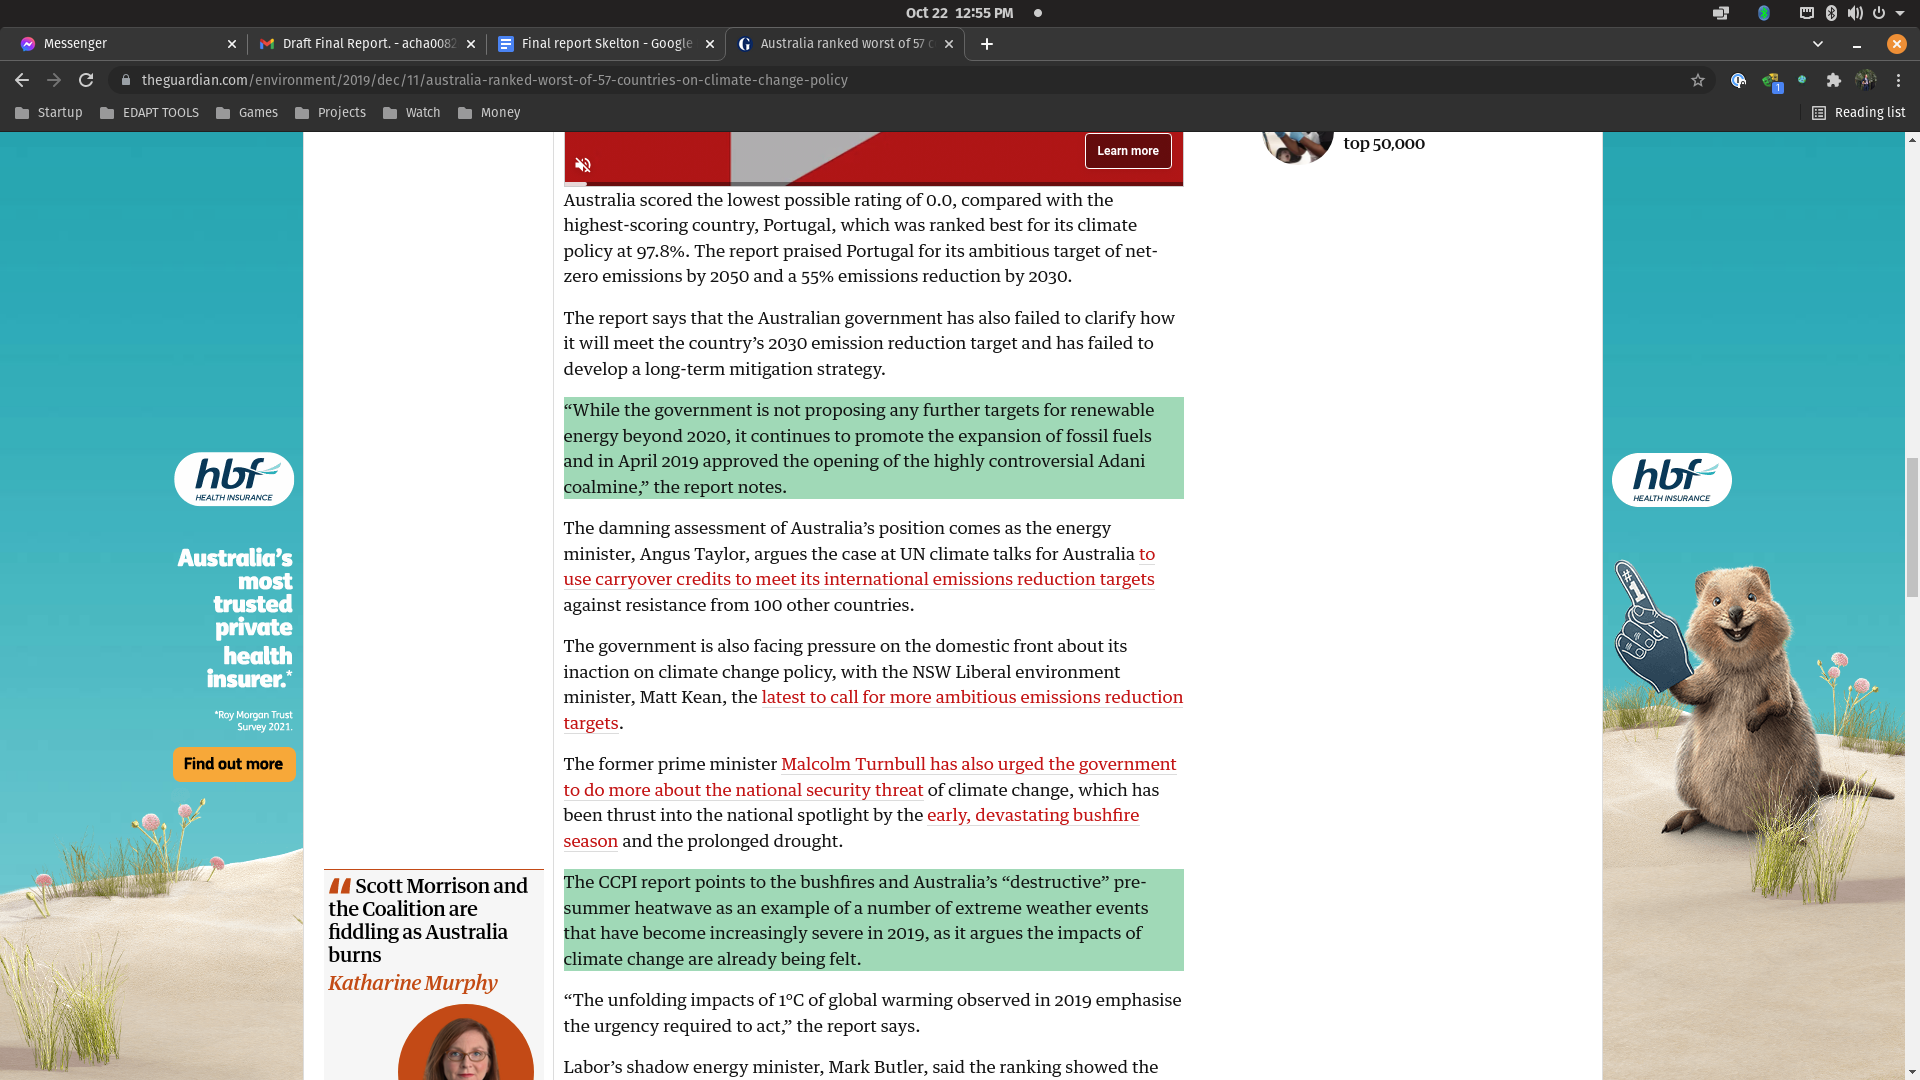 Oct 22 12:55 PM
Messenger
Draft Final Report. - acha0082
Final report Skelton - Google
Australia ranked worst of 57 c
theguardian.com/environment/2019/dec/11/australia-ranked-worst-of-57-countries-on-climate-change-policy
1
Startup
EDAPT TOOLS
Games
Projects
Watch
Money
Reading list
Learn more
top 50,000
Australia scored the lowest possible rating of 0.0, compared with the
highest-scoring country, Portugal, which was ranked best for its climate
policy at 97.8%. The report praised Portugal for its ambitious target of net-
zero emissions by 2050 and a 55% emissions reduction by 2030.
The report says that the Australian government has also failed to clarify how
it will meet the country’s 2030 emission reduction target and has failed to
develop a long-term mitigation strategy.
“While the government is not proposing any further targets for renewable
energy beyond 2020, it continues to promote the expansion of fossil fuels
and in April 2019 approved the opening of the highly controversial Adani
coalmine,” the report notes.
The damning assessment of Australia’s position comes as the energy
minister, Angus Taylor, argues the case at UN climate talks for Australia to
use carryover credits to meet its international emissions reduction targets
against resistance from 100 other countries.
The government is also facing pressure on the domestic front about its
inaction on climate change policy, with the NSW Liberal environment
minister, Matt Kean, the latest to call for more ambitious emissions reduction
targets.
The former prime minister Malcolm Turnbull has also urged the government
to do more about the national security threat of climate change, which has
been thrust into the national spotlight by the early, devastating bushfire
season and the prolonged drought.
The CCPI report points to the bushfires and Australia’s “destructive” pre-
summer heatwave as an example of a number of extreme weather events
that have become increasingly severe in 2019, as it argues the impacts of
climate change are already being felt.
“The unfolding impacts of 1°C of global warming observed in 2019 emphasise
the urgency required to act,” the report says.
Labor’s shadow energy minister, Mark Butler, said the ranking showed the
Scott Morrison and
the Coalition are
fiddling as Australia
burns
Katharine Murphy
hbf
HEALTH INSURANCE
Australia’s
most
trusted
private
health
insurer.*
*Roy Morgan Trust
Survey 2021.
Find out more
hbf
HEALTH INSURANCE
#1